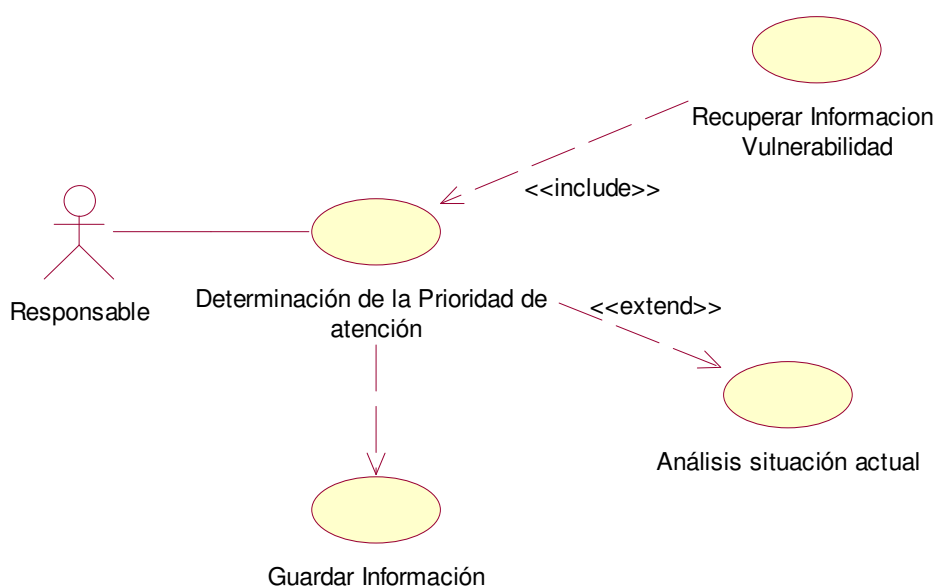 Recuperar Informacion
Vulnerabilidad
<<include>>
Responsable
Determinación de la Prioridad de
atención
<<extend>>
Análisis situación actual
Guardar Información